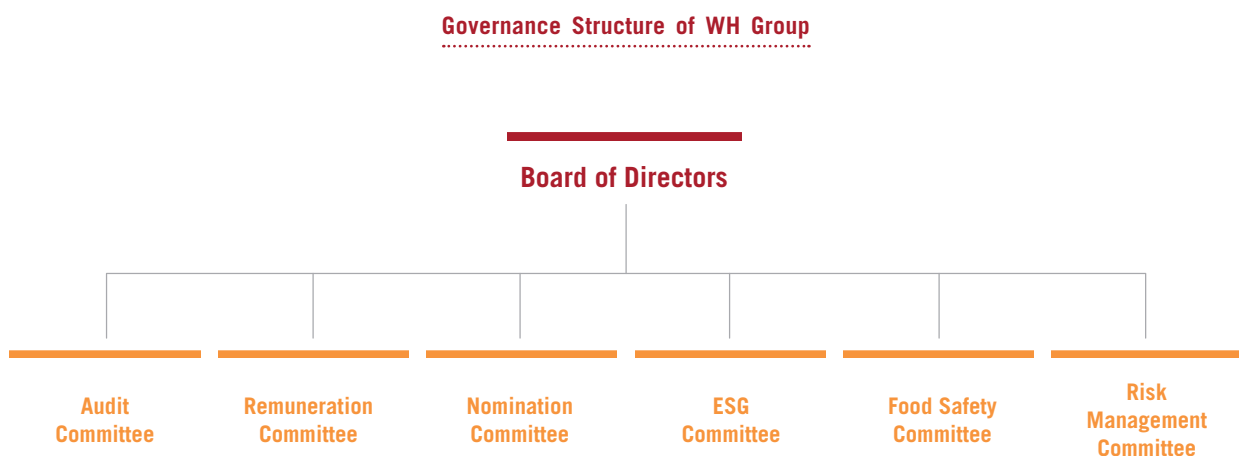 Governance Structure of WH Group
Board of Directors
Audit
Committee
Remuneration
Committee
Nomination
Committee
ESG
Committee
Food Safety
Committee
Risk
Management
Committee